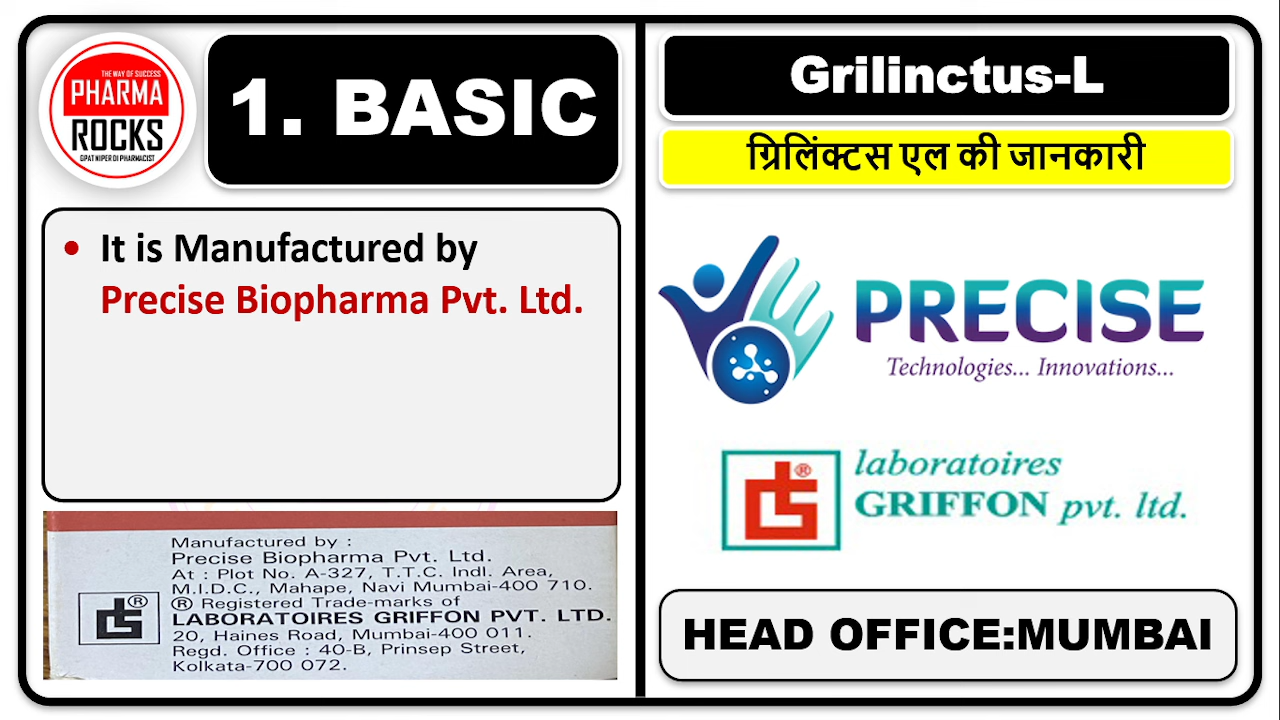 THE WAY OF SUCCESS
PHARMA
ROCKS
GPAT NIPER DI PHARMACIST
1. BASIC
• It is Manufactured by
Precise Biopharma Pvt. Ltd.
Manufactured by :
Precise Biopharma Pvt. Ltd.
At : Plot No. A-327, T.T.C. Indl. Area,
M.I.D.C., Mahape, Navi Mumbai-400 710.
® Registered Trade-marks of
LABORATOIRES GRIFFON PVT. LTD.
20, Haines Road, Mumbai-400 011.
Regd. Office : 40-B, Prinsep Street,
Kolkata-700 072.
®
Grilinctus-L
ग्रिलिंक्टस एल की जानकारी
PRECISE
Technologies... Innovations...
®
laboratoires
GRIFFON pvt. ltd.
HEAD OFFICE:MUMBAI